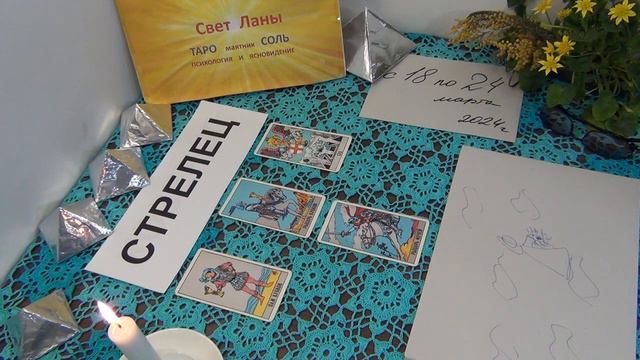 Свет Ланы
ТАРО маятник СОЛЬ
психология и ясновидение
с 18 по 24
марта
2024г
СТРЕЛЕЦ